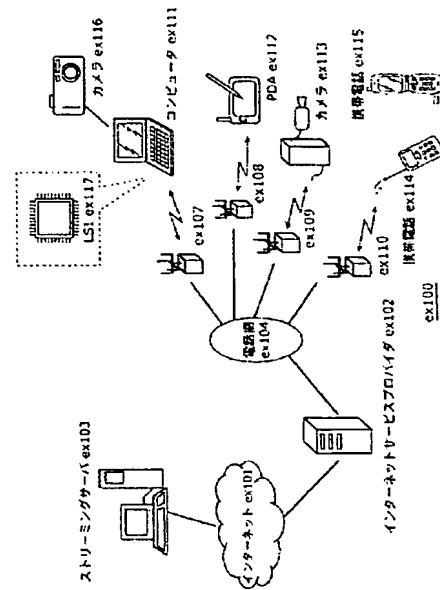 ストリーミングサーバ ex103
インターネット ex101
インターネットサービスプロバイダ ex102
電話網
ex104
ex107
ex108
ex109
ex110
LSI ex117
カメラ ex116
コンピュータ ex111
PDA ex112
カメラ ex113
携帯電話 ex114
携帯電話 ex115
ex100